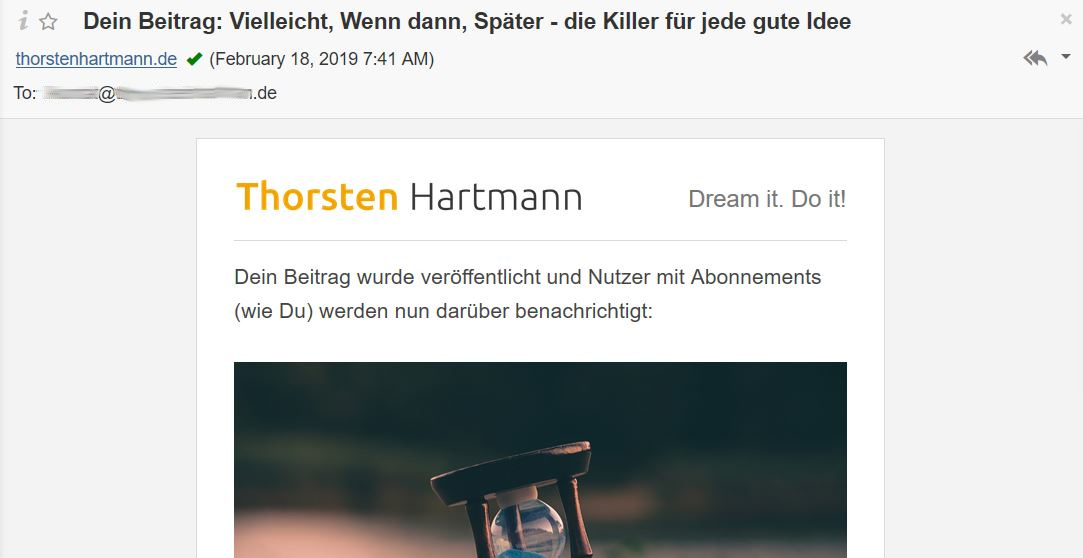 Dein Beitrag: Vielleicht, Wenn dann, Später - die Killer für jede gute Idee
thorstenhartmann.de (February 18, 2019 7:41 AM)
To: @ .de
Thorsten Hartmann
Dream it. Do it!
Dein Beitrag wurde veröffentlicht und Nutzer mit Abonnements
(wie Du) werden nun darüber benachrichtigt: